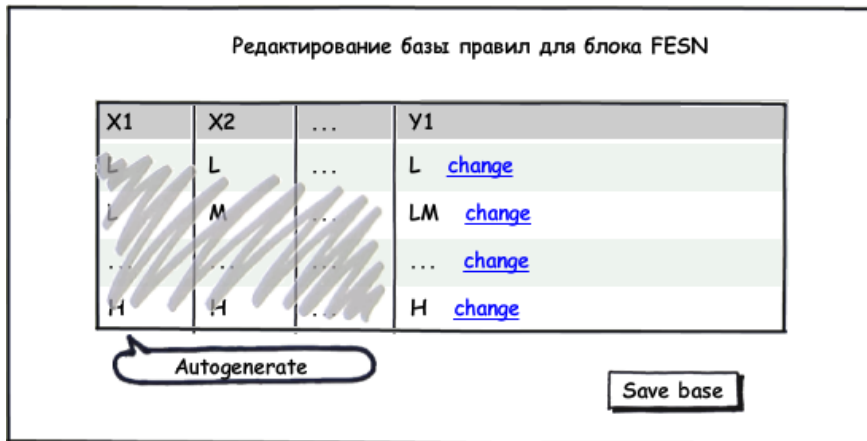 Редактирование базы правил для блока FESN
X1 X2 ... Y1
L L ... L change
L M ... LM change
... ... ... ... change
H H ... H change
Autogenerate
Save base